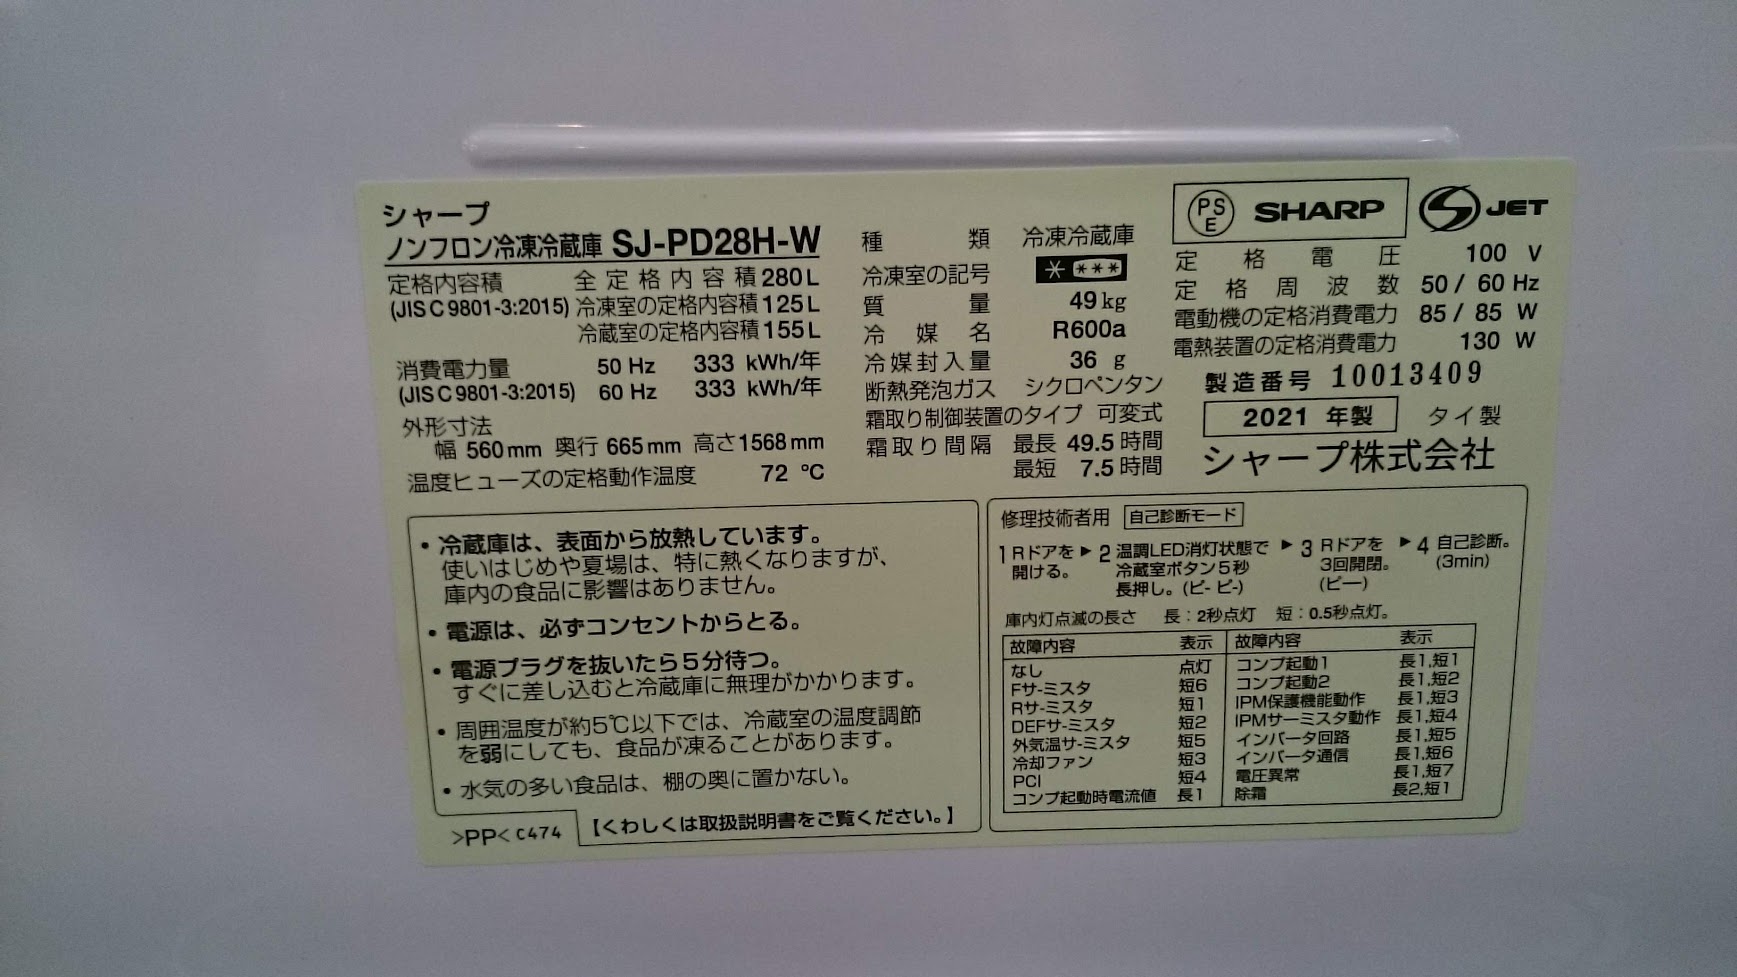 シャープ
ノンフロン冷凍冷蔵庫 SJ-PD28H-W
定格内容積 全定格内容積 280L
(JIS C 9801-3:2015) 冷凍室の定格内容積 125L
冷蔵室の定格内容積 155L
消費電力量 50 Hz 333 kWh/年
(JIS C 9801-3:2015) 60 Hz 333 kWh/年
外形寸法
幅 560mm 奥行 665mm 高さ 1568mm
温度ヒューズの定格動作温度 72 ℃
種類 冷凍冷蔵庫
冷凍室の記号 * ***
質量 49kg
冷媒名 R600a
冷媒封入量 36 g
断熱発泡ガス シクロペンタン
霜取り制御装置のタイプ 可変式
霜取り間隔 最長 49.5 時間
最短 7.5 時間
PSE SHARP JET
定格電圧 100 V
定格周波数 50 / 60 Hz
電動機の定格消費電力 85 / 85 W
電熱装置の定格消費電力 130 W
製造番号 10013409
2021 年製 タイ製
シャープ株式会社
・冷蔵庫は、表面から放熱しています。
使いはじめや夏場は、特に熱くなりますが、
庫内の食品に影響はありません。
・電源は、必ずコンセントからとる。
・電源プラグを抜いたら5分待つ。
すぐに差し込むと冷蔵庫に無理がかかります。
・周囲温度が約5℃以下では、冷蔵室の温度調節
を弱にしても、食品が凍ることがあります。
・水気の多い食品は、棚の奥に置かない。
>PP< C474 【くわしくは取扱説明書をご覧ください。】
修理技術者用 自己診断モード
1 Rドアを開ける。 ▶ 2 温調LED消灯状態で冷蔵室ボタン5秒長押し。(ピ- ピ-) ▶ 3 Rドアを3回開閉。(ピー) ▶ 4 自己診断。(3min)
庫内灯点滅の長さ 長：2秒点灯 短：0.5秒点灯。
故障内容 表示 故障内容 表示
なし 点灯 コンプ起動1 長1,短1
Fサ-ミスタ 短6 コンプ起動2 長1,短2
Rサ-ミスタ 短1 IPM保護機能動作 長1,短3
DEFサ-ミスタ 短2 IPMサーミスタ動作 長1,短4
外気温サ-ミスタ 短5 インバータ回路 長1,短5
冷却ファン 短3 インバータ通信 長1,短6
PCI 短4 電圧異常 長1,短7
コンプ起動時電流値 長1 除霜 長2,短1